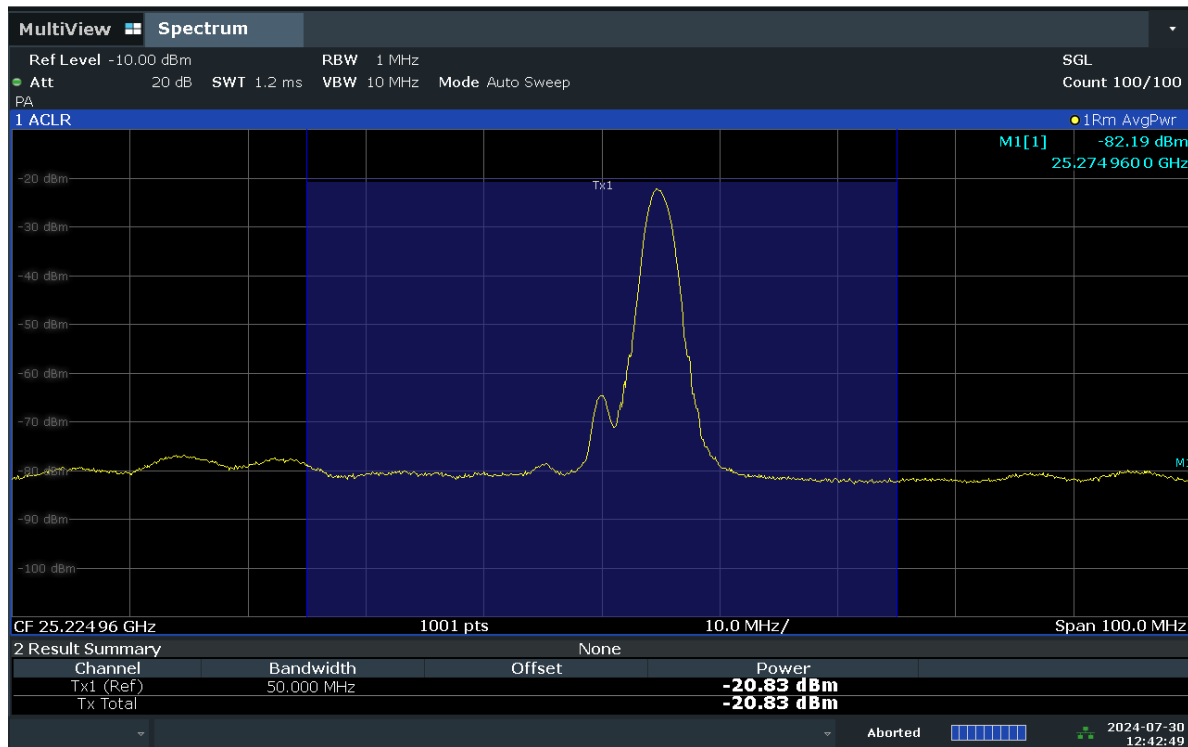 MultiView Spectrum
Ref Level -10.00 dBm RBW 1 MHz SGL
Att 20 dB SWT 1.2 ms VBW 10 MHz Mode Auto Sweep Count 100/100
PA
1 ACLR 1Rm AvgPwr
M1[1] -82.19 dBm
25.2749600 GHz
-20 dBm
Tx1
-30 dBm
-40 dBm
-50 dBm
-60 dBm
-70 dBm
M1
-80 dBm
-90 dBm
-100 dBm
CF 25.22496 GHz 1001 pts 10.0 MHz/ Span 100.0 MHz
2 Result Summary None
Channel Bandwidth Offset Power
Tx1 (Ref) 50.000 MHz -20.83 dBm
Tx Total -20.83 dBm
Aborted 2024-07-30
12:42:49